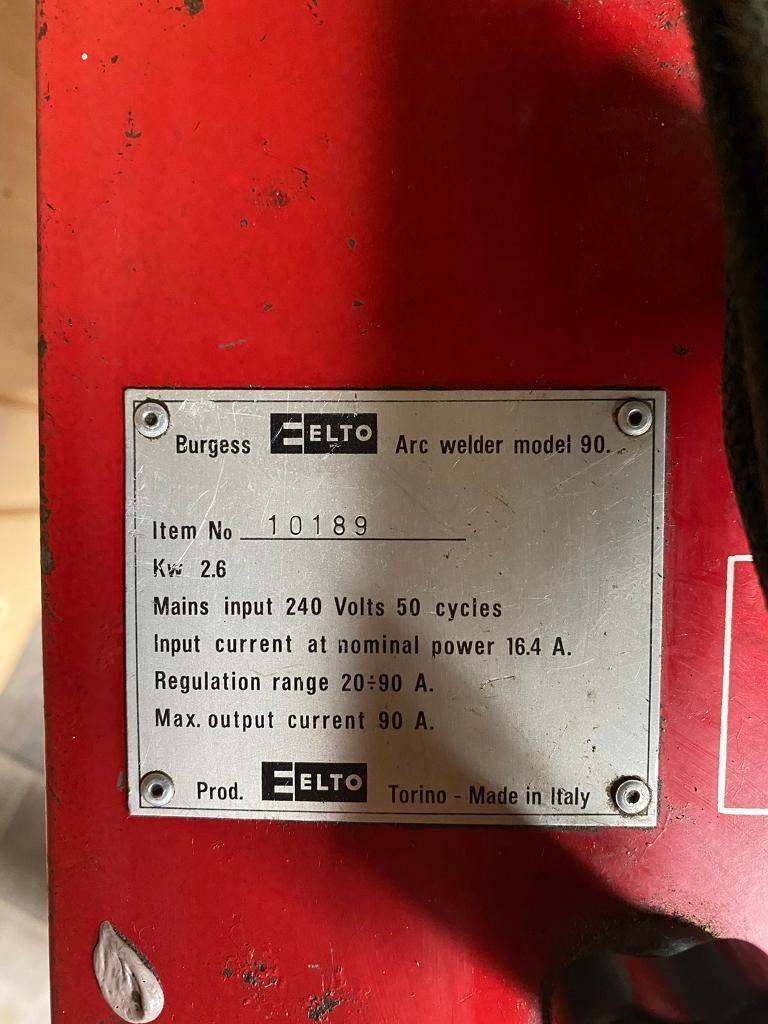 Burgess ELTO Arc welder model 90.
Item No 10189
Kw 2.6
Mains input 240 Volts 50 cycles
Input current at nominal power 16.4 A.
Regulation range 20÷90 A.
Max. output current 90 A.
Prod. ELTO Torino - Made in Italy